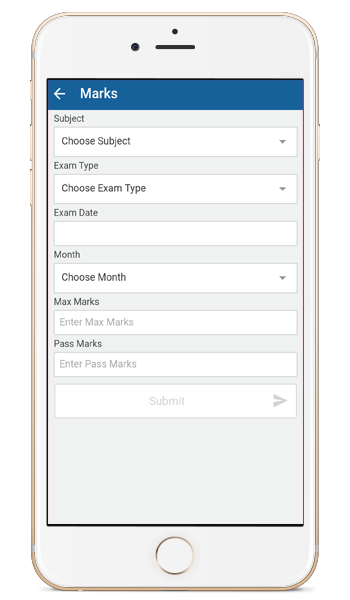 Marks
Subject
Choose Subject
Exam Type
Choose Exam Type
Exam Date
Month
Choose Month
Max Marks
Enter Max Marks
Pass Marks
Enter Pass Marks
Submit